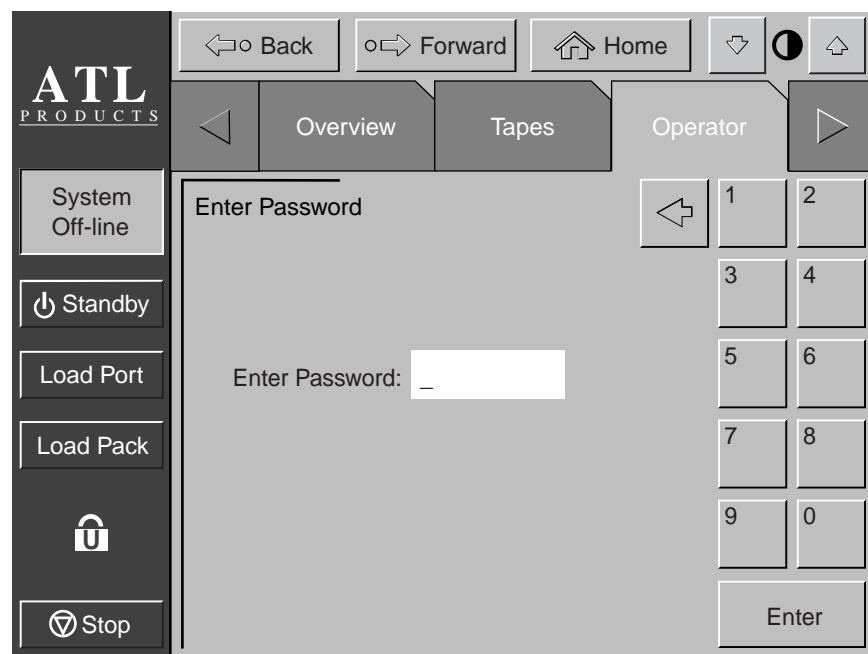 ATL
PRODUCTS
Back
Forward
Home
Overview
Tapes
Operator
System
Off-line
Standby
Load Port
Load Pack
U
Stop
Enter Password
Enter Password: _
1
2
3
4
5
6
7
8
9
0
Enter